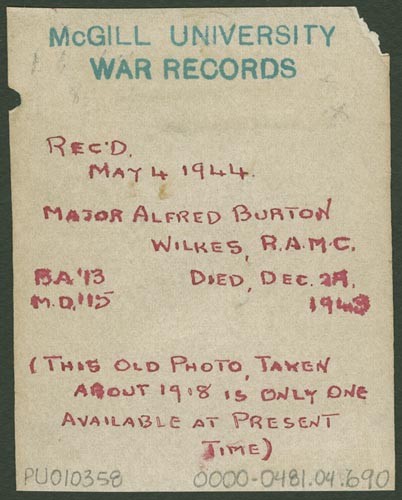 McGILL UNIVERSITY
WAR RECORDS
REC'D.
MAY 4 1944.
MAJOR ALFRED BURTON
WILKES, R.A.M.C.
B.A.'13 DIED, DEC.
M.D.'15 1943
(THIS OLD PHOTO, TAKEN
ABOUT 1918 IS ONLY ONE
AVAILABLE AT PRESENT
TIME)
PU010358 0000-0481.04.690